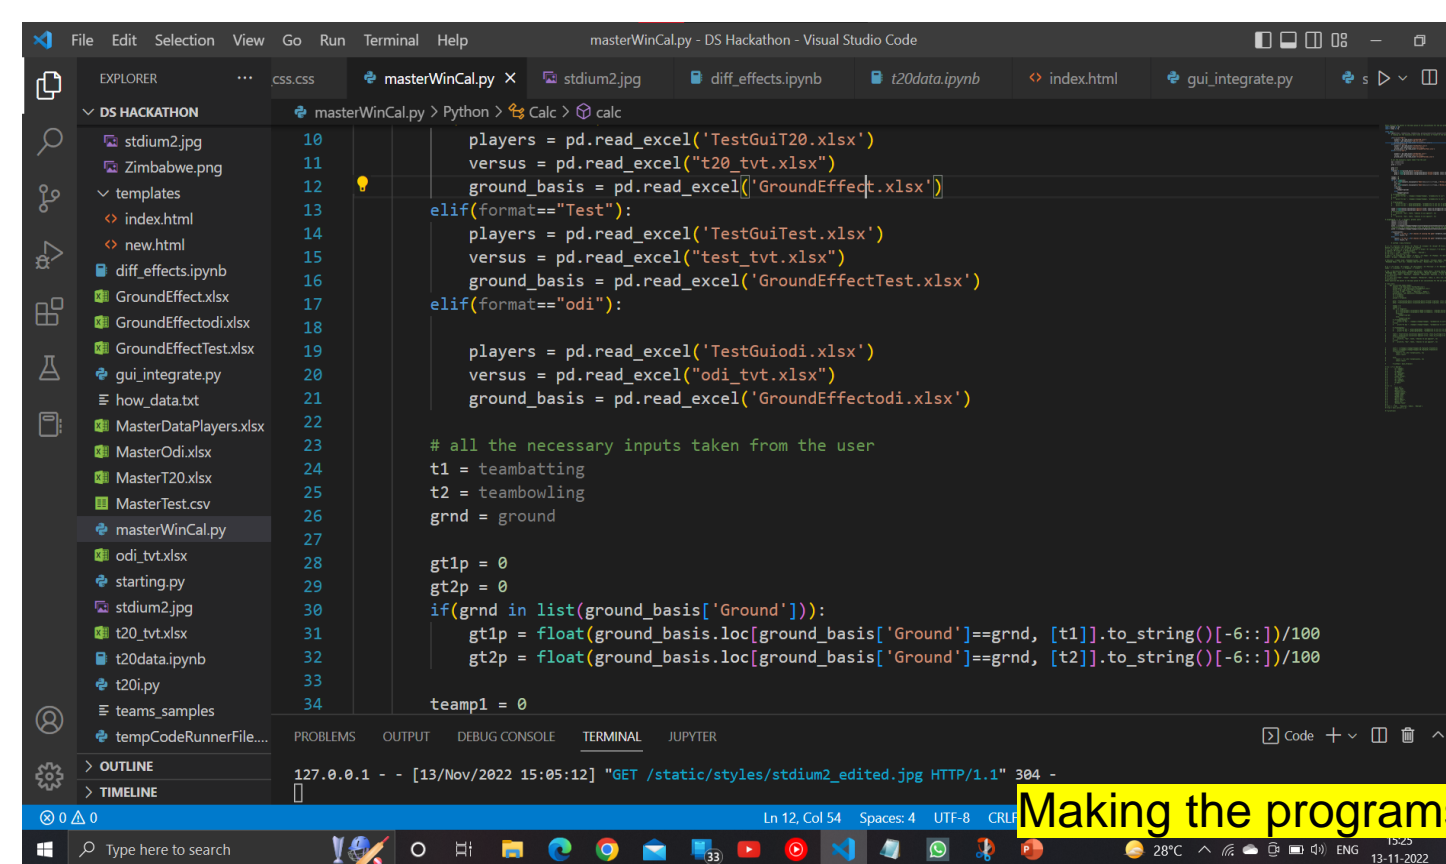 File Edit Selection View Go Run Terminal Help masterWinCal.py - DS Hackathon - Visual Studio Code
EXPLORER ··· css.css masterWinCal.py stdium2.jpg diff_effects.ipynb t20data.ipynb index.html gui_integrate.py s
DS HACKATHON
masterWinCal.py > Python > Calc > calc
stdium2.jpg
Zimbabwe.png
templates
index.html
new.html
diff_effects.ipynb
GroundEffect.xlsx
GroundEffectodi.xlsx
GroundEffectTest.xlsx
gui_integrate.py
how_data.txt
MasterDataPlayers.xlsx
MasterOdi.xlsx
MasterT20.xlsx
MasterTest.csv
masterWinCal.py
odi_tvt.xlsx
starting.py
stdium2.jpg
t20_tvt.xlsx
t20data.ipynb
t20i.py
teams_samples
tempCodeRunnerFile....
OUTLINE
TIMELINE
10 players = pd.read_excel('TestGuiT20.xlsx')
11 versus = pd.read_excel("t20_tvt.xlsx")
12 ground_basis = pd.read_excel('GroundEffect.xlsx')
13 elif(format=="Test"):
14 players = pd.read_excel('TestGuiTest.xlsx')
15 versus = pd.read_excel("test_tvt.xlsx")
16 ground_basis = pd.read_excel('GroundEffectTest.xlsx')
17 elif(format=="odi"):
18
19 players = pd.read_excel('TestGuiodi.xlsx')
20 versus = pd.read_excel("odi_tvt.xlsx")
21 ground_basis = pd.read_excel('GroundEffectodi.xlsx')
22
23 # all the necessary inputs taken from the user
24 t1 = teambatting
25 t2 = teambowling
26 grnd = ground
27
28 gt1p = 0
29 gt2p = 0
30 if(grnd in list(ground_basis['Ground'])):
31 gt1p = float(ground_basis.loc[ground_basis['Ground']==grnd, [t1]].to_string()[-6::])/100
32 gt2p = float(ground_basis.loc[ground_basis['Ground']==grnd, [t2]].to_string()[-6::])/100
33
34 teamp1 = 0
PROBLEMS OUTPUT DEBUG CONSOLE TERMINAL JUPYTER Code
127.0.0.1 - - [13/Nov/2022 15:05:12] "GET /static/styles/stdium2_edited.jpg HTTP/1.1" 304 -
0 0 Ln 12, Col 54 Spaces: 4 UTF-8 CRLF
Making the programs
Type here to search 33 28°C ENG 15:25
13-11-2022